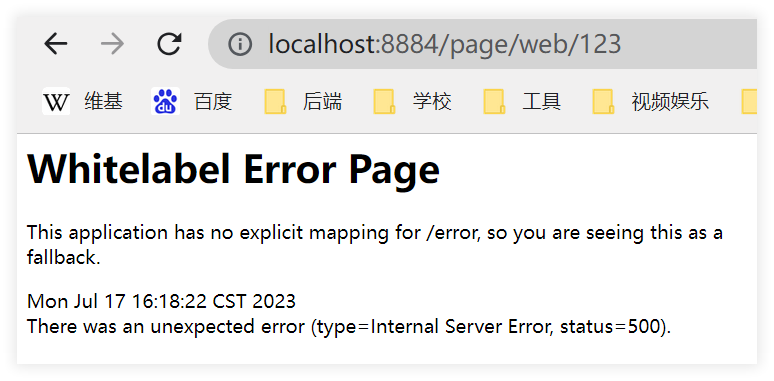 localhost:8884/page/web/123
W 维基 du 百度 后端 学校 工具 视频娱乐
Whitelabel Error Page
This application has no explicit mapping for /error, so you are seeing this as a
fallback.
Mon Jul 17 16:18:22 CST 2023
There was an unexpected error (type=Internal Server Error, status=500).